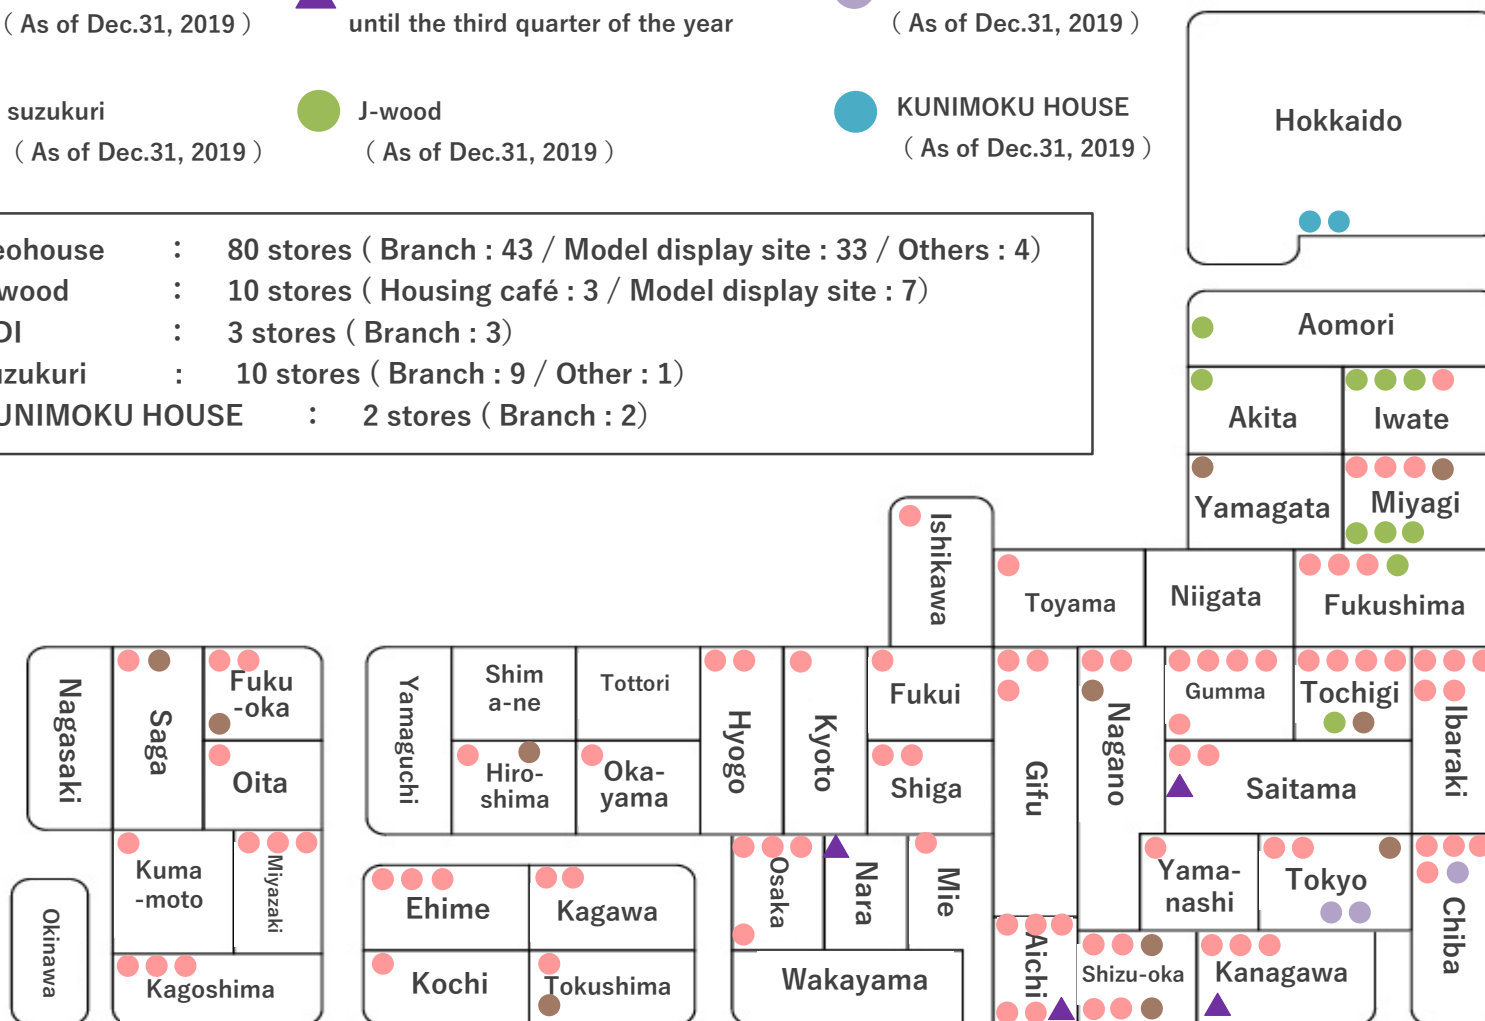 ( As of Dec.31, 2019 )
until the third quarter of the year
( As of Dec.31, 2019 )
suzukuri
J-wood
KUNIMOKU HOUSE
( As of Dec.31, 2019 )
( As of Dec.31, 2019 )
( As of Dec.31, 2019 )
eohouse : 80 stores ( Branch : 43 / Model display site : 33 / Others : 4)
wood : 10 stores ( Housing café : 3 / Model display site : 7)
DI : 3 stores ( Branch : 3)
uzukuri : 10 stores ( Branch : 9 / Other : 1)
UNIMOKU HOUSE : 2 stores ( Branch : 2)
Hokkaido
Aomori
Akita
Iwate
Yamagata
Miyagi
Ishikawa
Toyama
Niigata
Fukushima
Nagasaki
Saga
Fuku
-oka
Oita
Yamaguchi
Shim
a-ne
Tottori
Hiro-
shima
Oka-
yama
Hyogo
Kyoto
Fukui
Shiga
Gifu
Nagano
Gumma
Tochigi
Ibaraki
Saitama
Kuma
-moto
Miyazaki
Okinawa
Kagoshima
Ehime
Kagawa
Kochi
Tokushima
Osaka
Nara
Mie
Wakayama
Aichi
Yama-
nashi
Tokyo
Chiba
Shizu-oka
Kanagawa